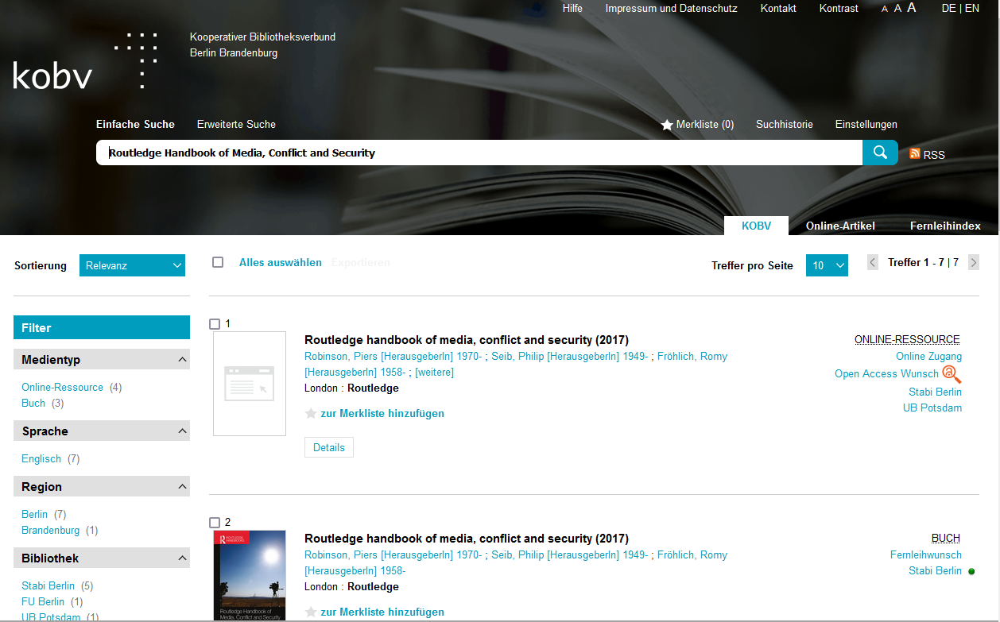 Hilfe Impressum und Datenschutz Kontakt Kontrast A A A DE | EN
Kooperativer Bibliotheksverbund
Berlin Brandenburg
kobv
Einfache Suche Erweiterte Suche Merkliste (0) Suchhistorie Einstellungen
Routledge Handbook of Media, Conflict and Security RSS
KOBV Online-Artikel Fernleihindex
Sortierung Relevanz Alles auswählen Exportieren Treffer pro Seite 10 Treffer 1 - 7 | 7
Filter
Medientyp
Online-Ressource (4)
Buch (3)
Sprache
Englisch (7)
Region
Berlin (7)
Brandenburg (1)
Bibliothek
Stabi Berlin (5)
FU Berlin (1)
UB Potsdam (1)
1
Routledge handbook of media, conflict and security (2017)
Robinson, Piers [HerausgeberIn] 1970- ; Seib, Philip [HerausgeberIn] 1949- ; Fröhlich, Romy
[HerausgeberIn] 1958- ; [weitere]
London : Routledge
zur Merkliste hinzufügen
Details
ONLINE-RESSOURCE
Online Zugang
Open Access Wunsch
Stabi Berlin
UB Potsdam
2
Routledge handbook of media, conflict and security (2017)
Robinson, Piers [HerausgeberIn] 1970- ; Seib, Philip [HerausgeberIn] 1949- ; Fröhlich, Romy
[HerausgeberIn] 1958-
London : Routledge
zur Merkliste hinzufügen
BUCH
Fernleihwunsch
Stabi Berlin
R ROUTLEDGE
HANDBOOKS
Routledge Handbook of
Media, Conflict and Security